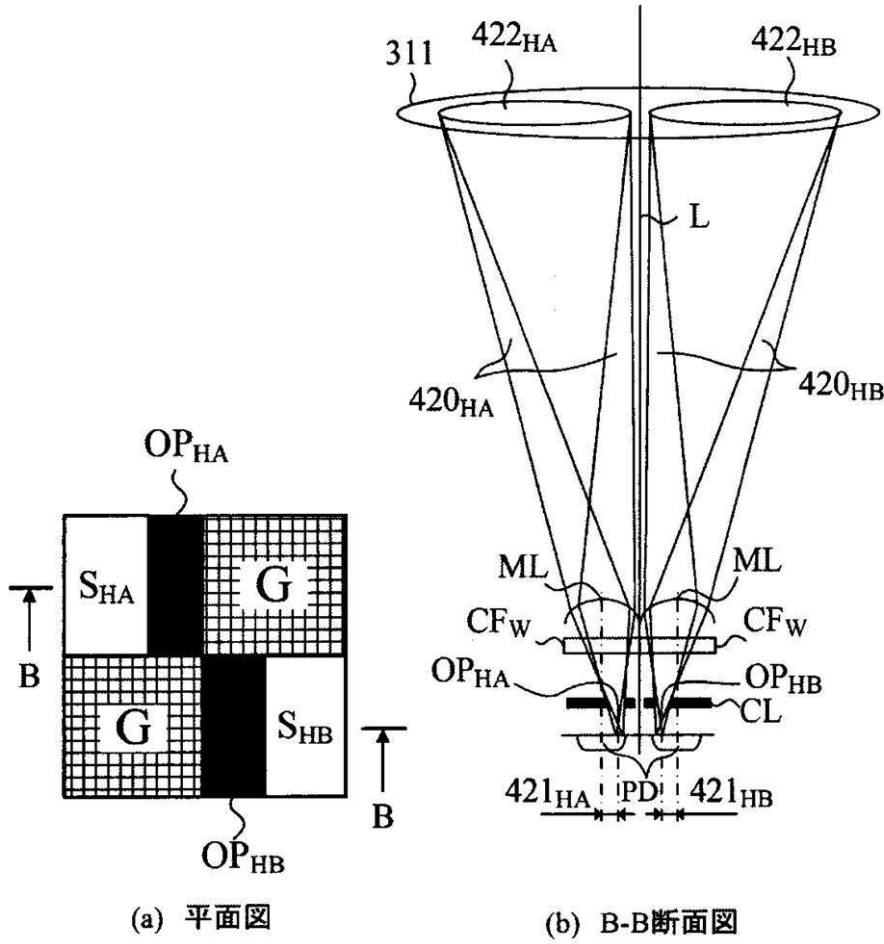 422HA
422HB
311
L
420HA
420HB
OPHA
SHA
G
G
SHB
B
B
OPHB
ML
ML
CFW
CFW
OPHA
OPHB
CL
421HA
PD
421HB
(a) 平面図
(b) B-B断面図